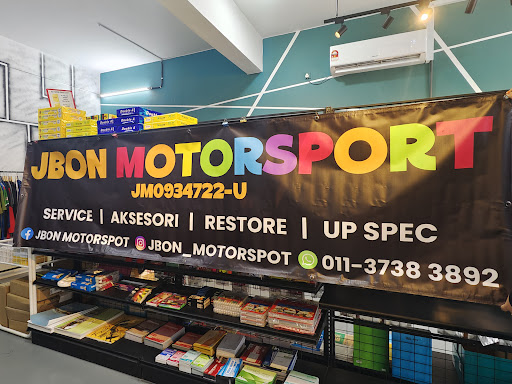 JBON MOTORSPORT
JM0934722-U
SERVICE | AKSESORI | RESTORE | UP SPEC
JBON MOTORSPOT JBON_MOTORSPOT 011-3738 3892